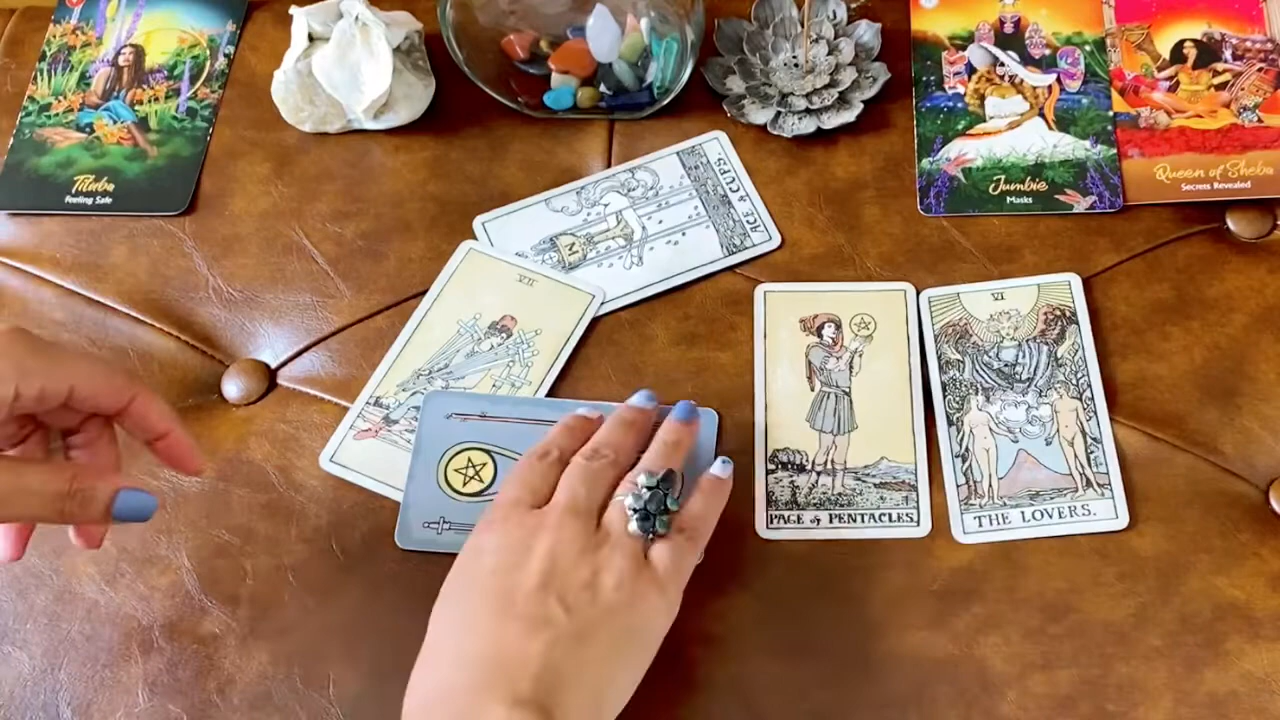 Tituba
Feeling Safe
Jumbie
Masks
Queen of Sheba
Secrets Revealed
ACE of CUPS.
VII
PAGE of PENTACLES.
VI
THE LOVERS.